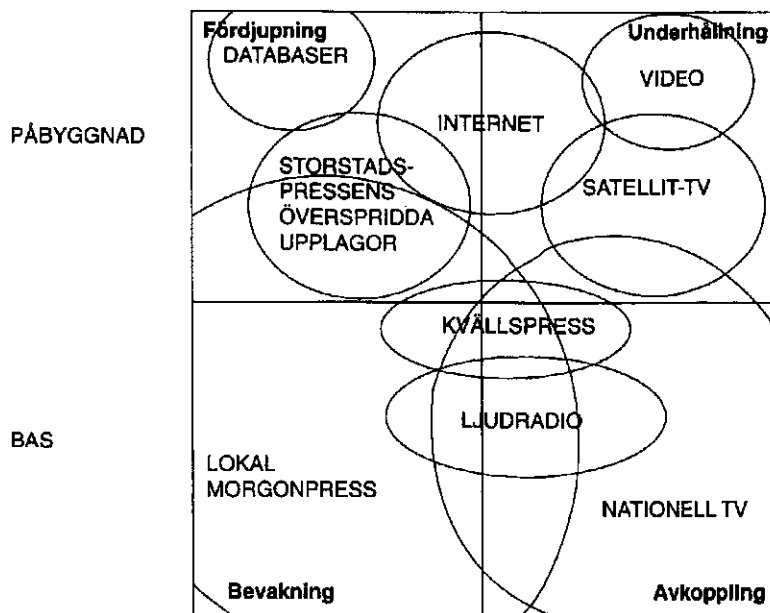 Fördjupning
Underhållning
DATABASER
VIDEO
INTERNET
PÅBYGGNAD
STORSTADS-
PRESSENS
ÖVERSPRIDDA
UPPLAGOR
SATELLIT-TV
KVÄLLSPRESS
LJUDRADIO
BAS
LOKAL
MORGONPRESS
NATIONELL TV
Bevakning
Avkoppling